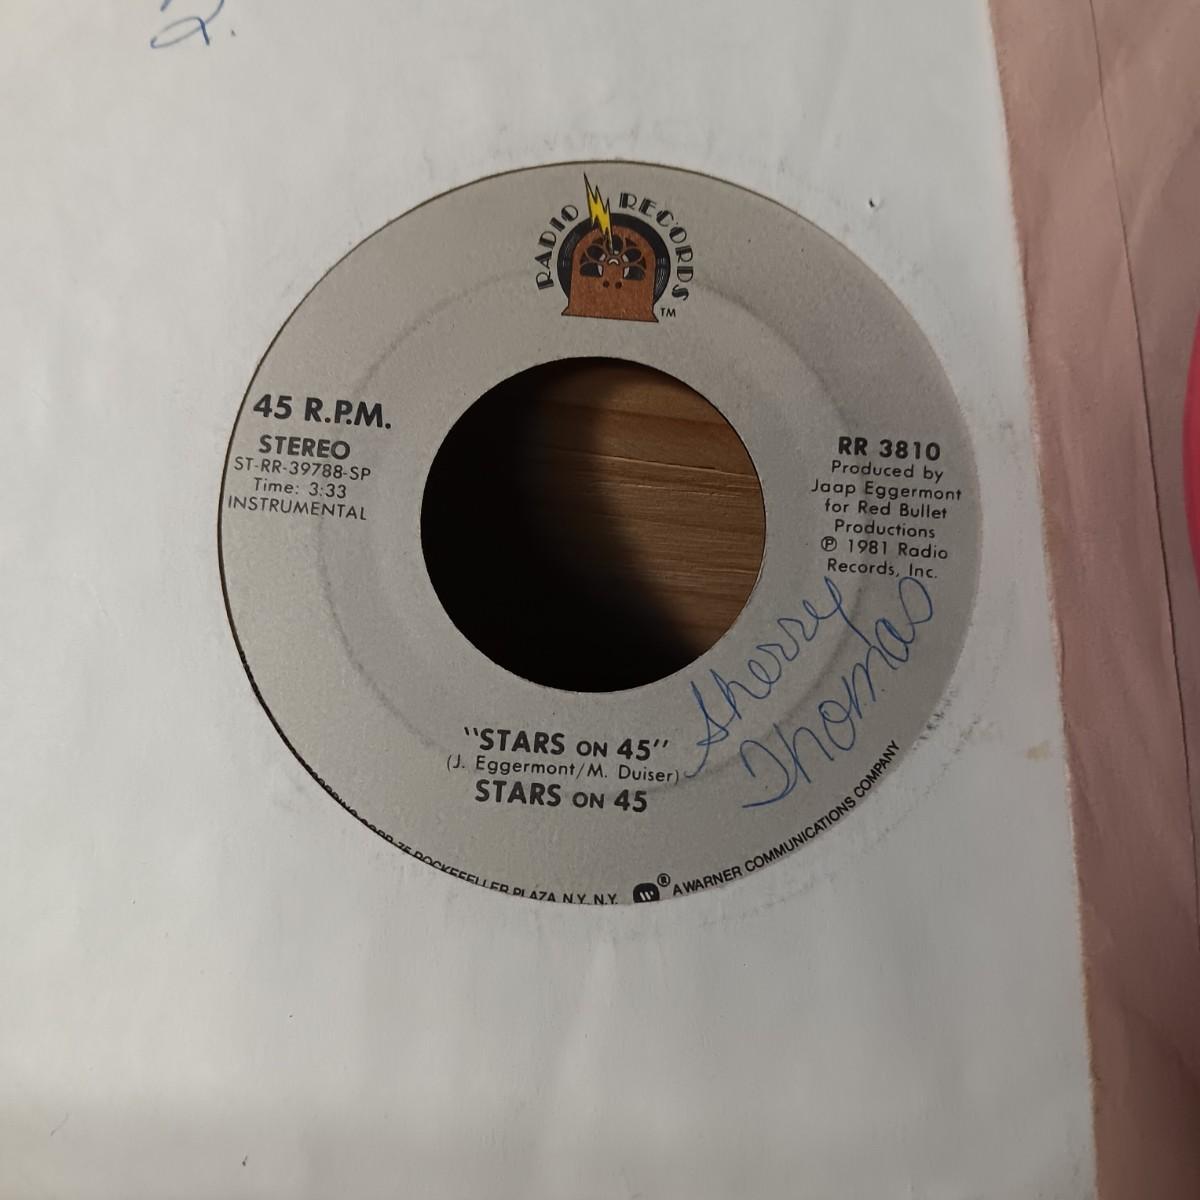 2.
RADIO RECORDS
TM
45 R.P.M.
STEREO
ST-RR-39788-SP
Time: 3:33
INSTRUMENTAL
RR 3810
Produced by
Jaap Eggermont
for Red Bullet
Productions
℗ 1981 Radio
Records, Inc.
Sherry
Thomas
"STARS ON 45"
(J. Eggermont/M. Duiser)
STARS ON 45
CORP. 75 ROCKEFELLER PLAZA, N.Y., N.Y. ® A WARNER COMMUNICATIONS COMPANY